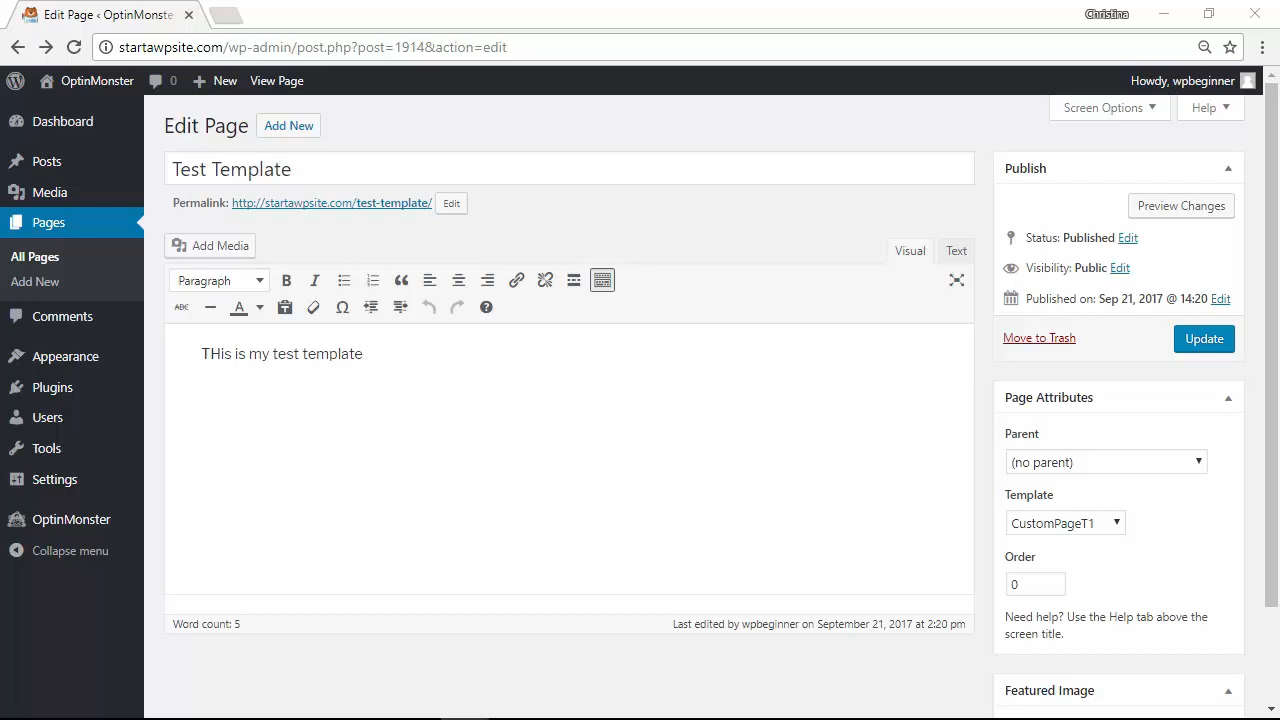 Edit Page ‹ OptinMonster
Christina
startawpsite.com/wp-admin/post.php?post=1914&action=edit
OptinMonster 0 New View Page Howdy, wpbeginner
Screen Options Help
Dashboard
Posts
Media
Pages
All Pages
Add New
Comments
Appearance
Plugins
Users
Tools
Settings
OptinMonster
Collapse menu
Edit Page Add New
Test Template
Permalink: http://startawpsite.com/test-template/ Edit
Add Media
Visual Text
Paragraph
ABC
THis is my test template
Word count: 5 Last edited by wpbeginner on September 21, 2017 at 2:20 pm
Publish
Preview Changes
Status: Published Edit
Visibility: Public Edit
Published on: Sep 21, 2017 @ 14:20 Edit
Move to Trash Update
Page Attributes
Parent
(no parent)
Template
CustomPageT1
Order
0
Need help? Use the Help tab above the
screen title.
Featured Image